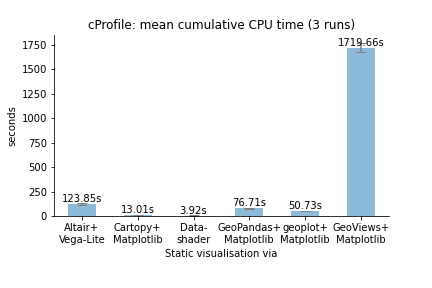 cProfile: mean cumulative CPU time (3 runs)
1750
1500
1250
1000
750
500
250
0
seconds
123.85s
13.01s
3.92s
76.71s
50.73s
1719.66s
Altair+
Vega-Lite
Cartopy+
Matplotlib
Data-
shader
GeoPandas+
Matplotlib
geoplot+
Matplotlib
GeoViews+
Matplotlib
Static visualisation via